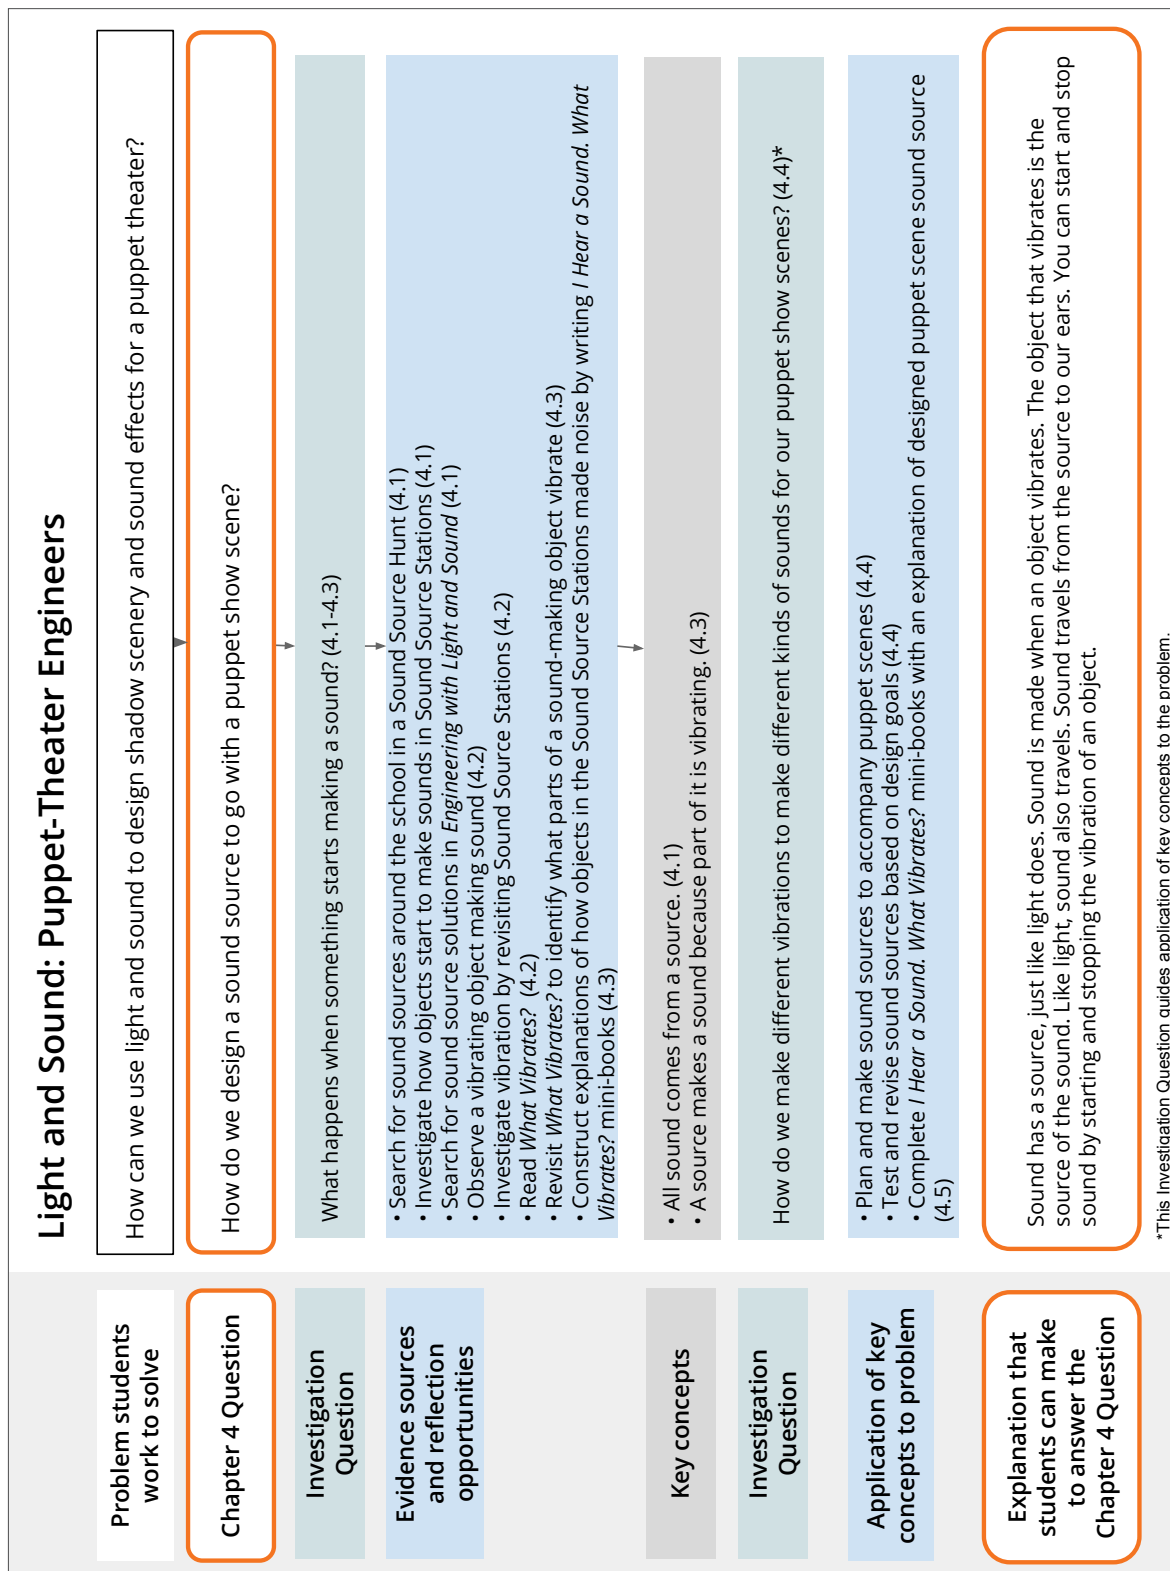 Light and Sound: Puppet-Theater Engineers
Problem students
work to solve
How can we use light and sound to design shadow scenery and sound effects for a puppet theater?
Chapter 4 Question
How do we design a sound source to go with a puppet show scene?
Investigation
Question
What happens when something starts making a sound? (4.1-4.3)
Evidence sources
and reflection
opportunities
• Search for sound sources around the school in a Sound Source Hunt (4.1)
• Investigate how objects start to make sounds in Sound Source Stations (4.1)
• Search for sound source solutions in Engineering with Light and Sound (4.1)
• Observe a vibrating object making sound (4.2)
• Investigate vibration by revisiting Sound Source Stations (4.2)
• Read What Vibrates? (4.2)
• Revisit What Vibrates? to identify what parts of a sound-making object vibrate (4.3)
• Construct explanations of how objects in the Sound Source Stations made noise by writing I Hear a Sound. What
Vibrates? mini-books (4.3)
Key concepts
• All sound comes from a source. (4.1)
• A source makes a sound because part of it is vibrating. (4.3)
Investigation
Question
How do we make different vibrations to make different kinds of sounds for our puppet show scenes? (4.4)*
Application of key
concepts to problem
• Plan and make sound sources to accompany puppet scenes (4.4)
• Test and revise sound sources based on design goals (4.4)
• Complete I Hear a Sound. What Vibrates? mini-books with an explanation of designed puppet scene sound source
(4.5)
Explanation that
students can make
to answer the
Chapter 4 Question
Sound has a source, just like light does. Sound is made when an object vibrates. The object that vibrates is the
source of the sound. Like light, sound also travels. Sound travels from the source to our ears. You can start and stop
sound by starting and stopping the vibration of an object.
*This Investigation Question guides application of key concepts to the problem.